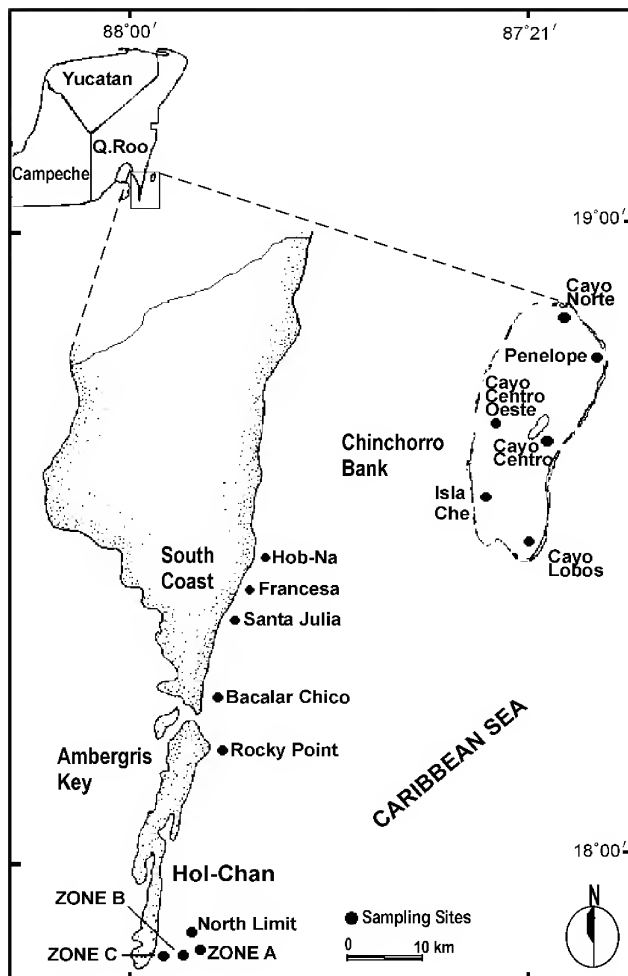 88°00′
87°21′
Yucatan
Q.Roo
Campeche
19°00′
Cayo
Norte
Penelope
Cayo
Centro
Oeste
Chinchorro
Bank
Cayo
Centro
Isla
Che
South
Coast
Hob-Na
Cayo
Lobos
Francesa
Santa Julia
Bacalar Chico
Ambergris
Key
Rocky Point
CARIBBEAN SEA
18°00′
Hol-Chan
ZONE B
North Limit
Sampling Sites
N
ZONE C
ZONE A
0 10 km